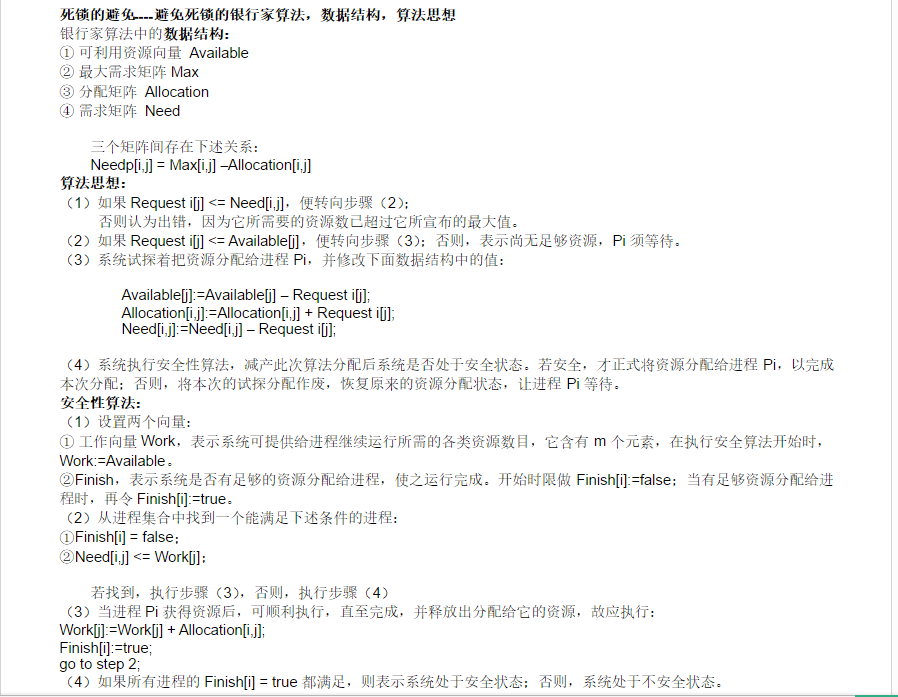 死锁的避免----避免死锁的银行家算法，数据结构，算法思想
银行家算法中的数据结构：
① 可利用资源向量 Available
② 最大需求矩阵 Max
③ 分配矩阵 Allocation
④ 需求矩阵 Need
三个矩阵间存在下述关系：
Needp[i,j] = Max[i,j] –Allocation[i,j]
算法思想：
（1）如果 Request i[j] <= Need[i,j]，便转向步骤（2）；
否则认为出错，因为它所需要的资源数已超过它所宣布的最大值。
（2）如果 Request i[j] <= Available[j]，便转向步骤（3）；否则，表示尚无足够资源，Pi 须等待。
（3）系统试探着把资源分配给进程 Pi，并修改下面数据结构中的值：
Available[j]:=Available[j] – Request i[j];
Allocation[i,j]:=Allocation[i,j] + Request i[j];
Need[i,j]:=Need[i,j] – Request i[j];
（4）系统执行安全性算法，减产此次算法分配后系统是否处于安全状态。若安全，才正式将资源分配给进程 Pi，以完成
本次分配；否则，将本次的试探分配作废，恢复原来的资源分配状态，让进程 Pi 等待。
安全性算法：
（1）设置两个向量：
① 工作向量 Work，表示系统可提供给进程继续运行所需的各类资源数目，它含有 m 个元素，在执行安全算法开始时，
Work:=Available。
②Finish，表示系统是否有足够的资源分配给进程，使之运行完成。开始时限做 Finish[i]:=false；当有足够资源分配给进
程时，再令 Finish[i]:=true。
（2）从进程集合中找到一个能满足下述条件的进程：
①Finish[i] = false；
②Need[i,j] <= Work[j]；
若找到，执行步骤（3），否则，执行步骤（4）
（3）当进程 Pi 获得资源后，可顺利执行，直至完成，并释放出分配给它的资源，故应执行：
Work[j]:=Work[j] + Allocation[i,j];
Finish[i]:=true;
go to step 2;
（4）如果所有进程的 Finish[i] = true 都满足，则表示系统处于安全状态；否则，系统处于不安全状态。